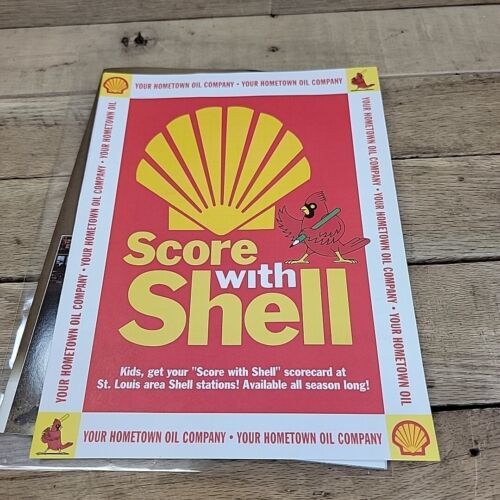 YOUR HOMETOWN OIL COMPANY • YOUR HOMETOWN OIL COMPANY
YOUR HOMETOWN OIL COMPANY • YOUR HOMETOWN OIL
YOUR HOMETOWN OIL COMPANY • YOUR HOMETOWN OIL
Score
with
Shell
Kids, get your "Score with Shell" scorecard at
St. Louis area Shell stations! Available all season long!
YOUR HOMETOWN OIL COMPANY • YOUR HOMETOWN OIL COMPANY